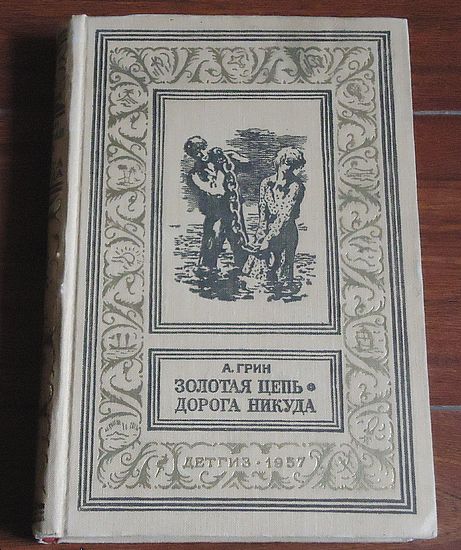 А. ГРИН
ЗОЛОТАЯ ЦЕПЬ •
ДОРОГА НИКУДА
ДЕТГИЗ • 1957